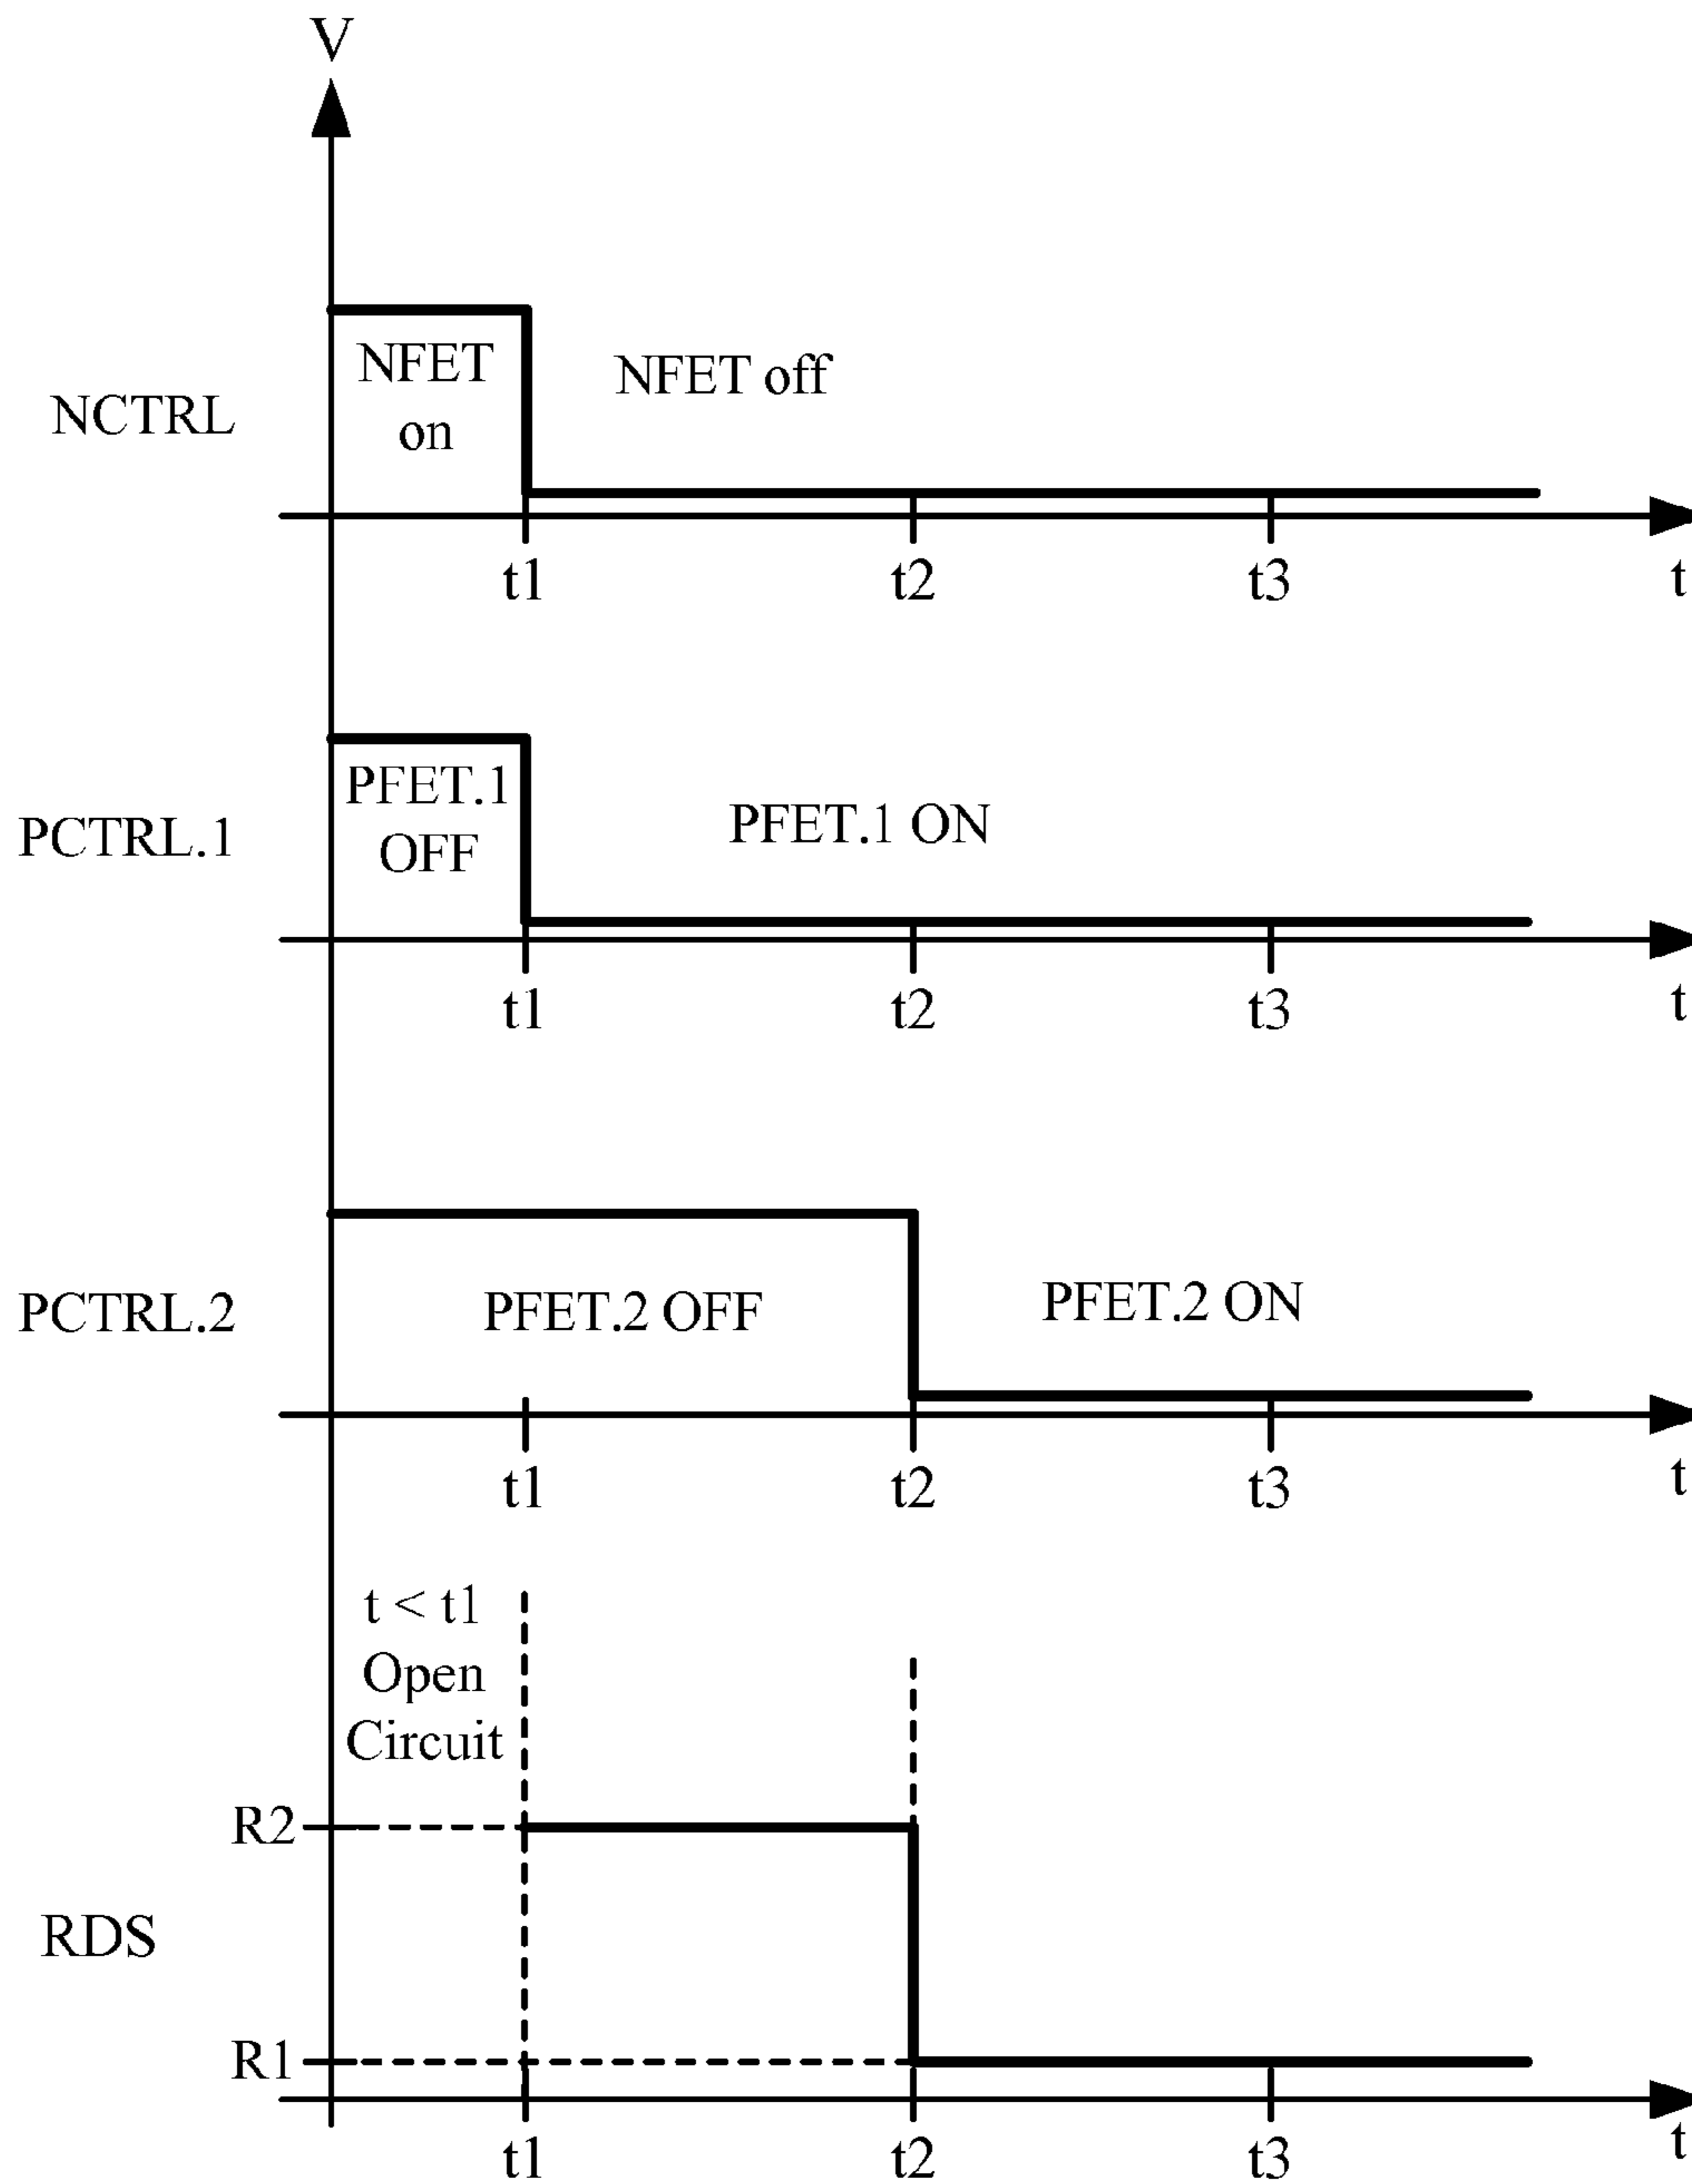 V
NFET
on
NFET off
NCTRL
t1
t2
t3
t
PFET.1
OFF
PFET.1 ON
PCTRL.1
t1
t2
t3
t
PCTRL.2
PFET.2 OFF
PFET.2 ON
t1
t2
t3
t
t < t1
Open
Circuit
R2
RDS
R1
t1
t2
t3
t